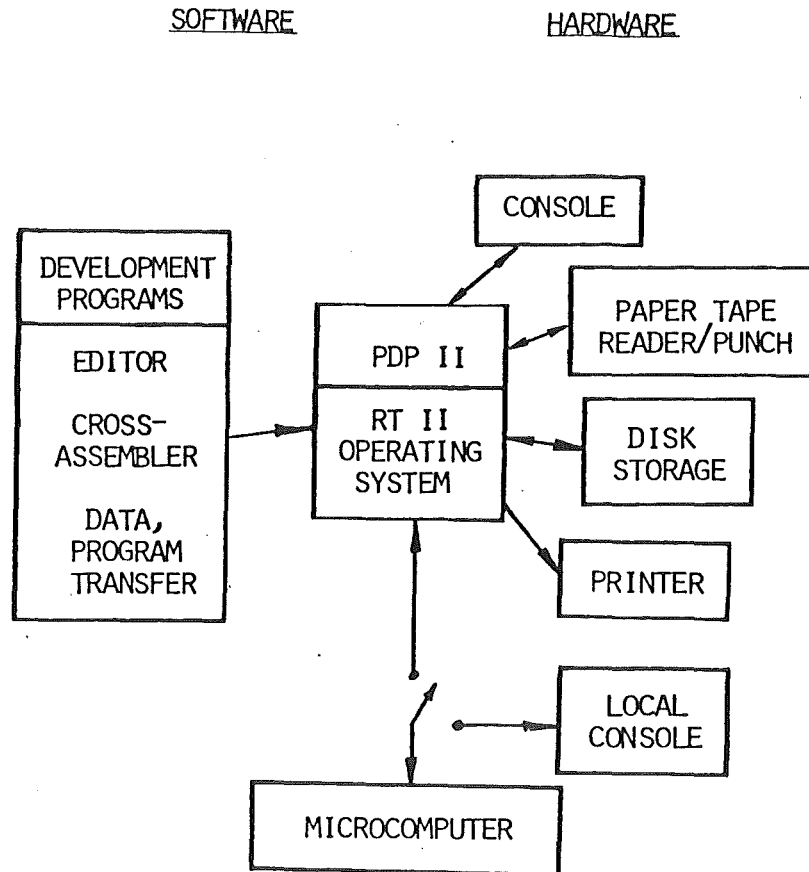 SOFTWARE
HARDWARE
CONSOLE
DEVELOPMENT
PROGRAMS
EDITOR
CROSS-
ASSEMBLER
DATA,
PROGRAM
TRANSFER
PDP II
RT II
OPERATING
SYSTEM
PAPER TAPE
READER/PUNCH
DISK
STORAGE
PRINTER
LOCAL
CONSOLE
MICROCOMPUTER